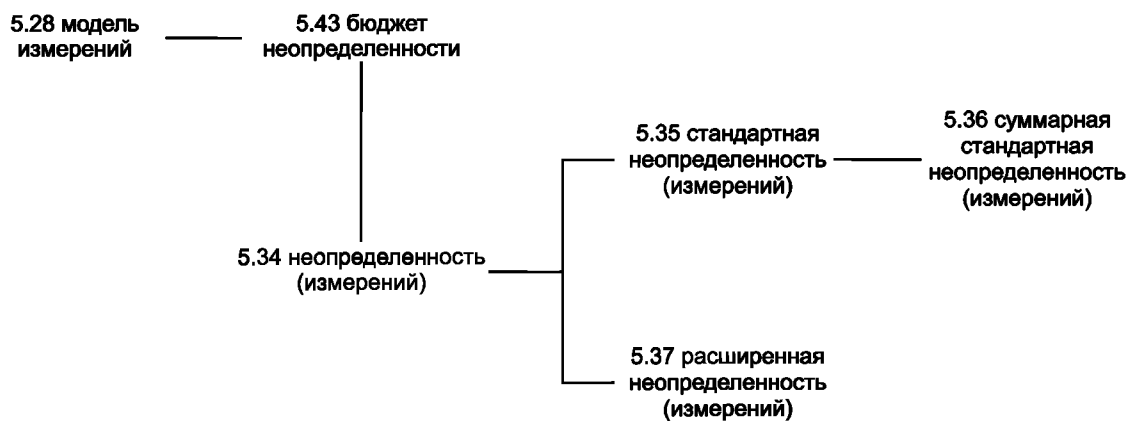 5.28 модель
измерений
5.43 бюджет
неопределенности
5.35 стандартная
неопределенность
(измерений)
5.36 суммарная
стандартная
неопределенность
(измерений)
5.34 неопределенность
(измерений)
5.37 расширенная
неопределенность
(измерений)